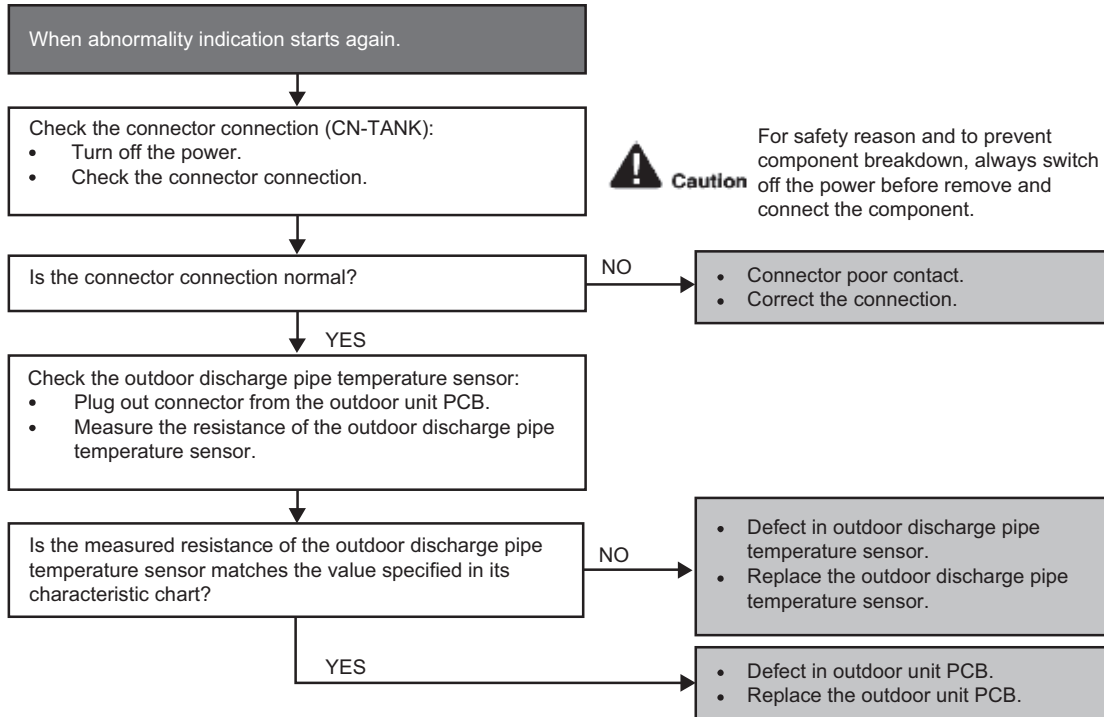 When abnormality indication starts again.
Check the connector connection (CN-TANK):
• Turn off the power.
• Check the connector connection.
Caution
For safety reason and to prevent
component breakdown, always switch
off the power before remove and
connect the component.
Is the connector connection normal?
NO
• Connector poor contact.
• Correct the connection.
YES
Check the outdoor discharge pipe temperature sensor:
• Plug out connector from the outdoor unit PCB.
• Measure the resistance of the outdoor discharge pipe
temperature sensor.
Is the measured resistance of the outdoor discharge pipe
temperature sensor matches the value specified in its
characteristic chart?
NO
• Defect in outdoor discharge pipe
temperature sensor.
• Replace the outdoor discharge pipe
temperature sensor.
YES
• Defect in outdoor unit PCB.
• Replace the outdoor unit PCB.